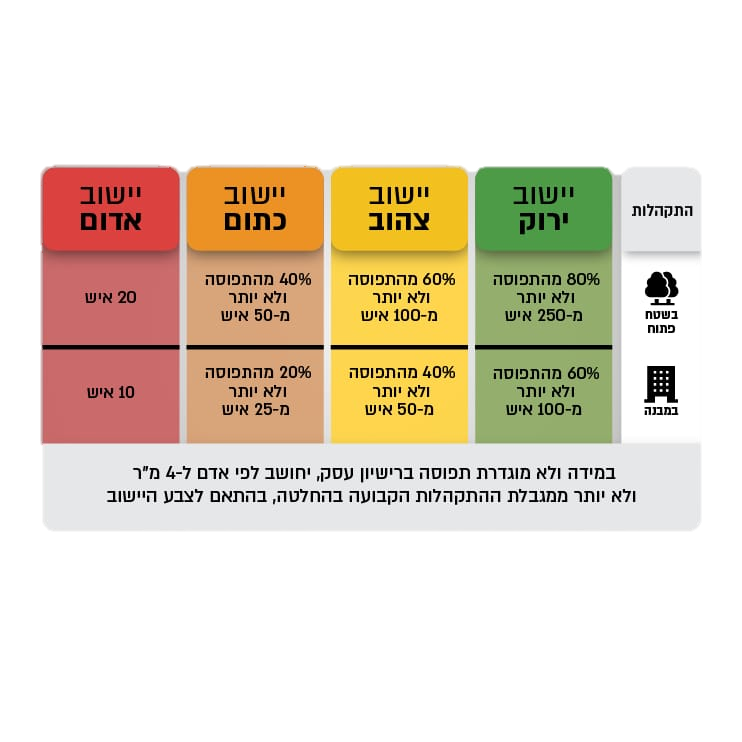 התקהלות
יישוב
ירוק
יישוב
צהוב
יישוב
כתום
יישוב
אדום
בשטח
פתוח
80% מהתפוסה
ולא יותר
מ-250 איש
60% מהתפוסה
ולא יותר
מ-100 איש
40% מהתפוסה
ולא יותר
מ-50 איש
20 איש
במבנה
60% מהתפוסה
ולא יותר
מ-100 איש
40% מהתפוסה
ולא יותר
מ-50 איש
20% מהתפוסה
ולא יותר
מ-25 איש
10 איש
במידה ולא מוגדרת תפוסה ברישיון עסק, יחושב לפי אדם ל-4 מ"ר
ולא יותר ממגבלת ההתקהלות הקבועה בהחלטה, בהתאם לצבע היישוב